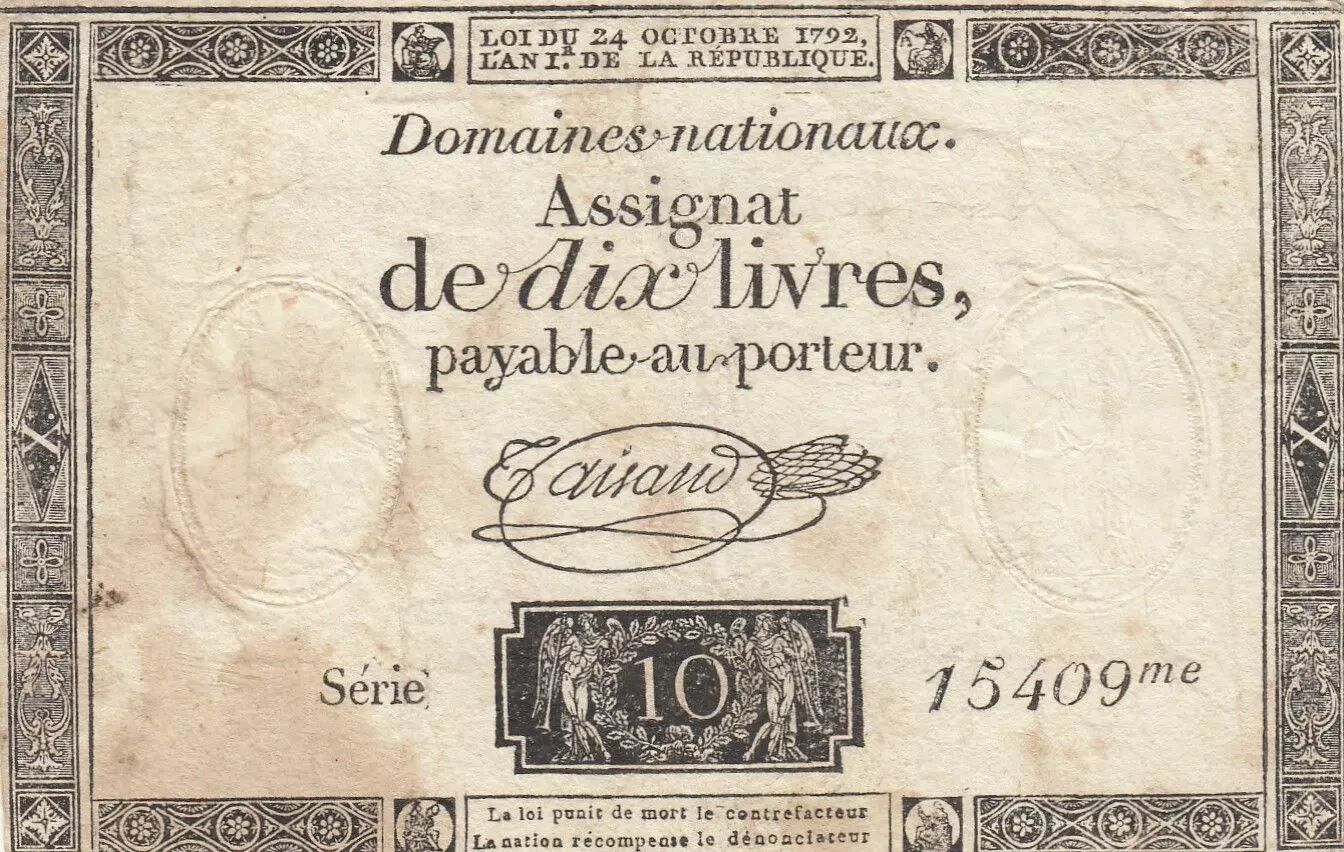 LOI DU 24 OCTOBRE 1792,
L'AN I.R DE LA RÉPUBLIQUE.
Domaines nationaux.
Assignat
de dix livres,
payable au porteur.
Taisaud
X X
Série 10 15409me
La loi punit de mort le contrefacteur
La nation récompense le dénonciateur